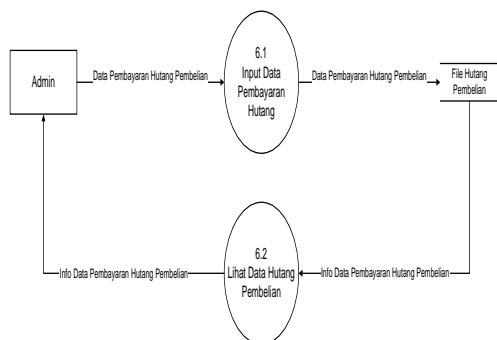 Admin
Data Pembayaran Hutang Pembelian
6.1
Input Data
Pembayaran
Hutang
Data Pembayaran Hutang Pembelian
File Hutang
Pembelian
Info Data Pembayaran Hutang Pembelian
6.2
Lihat Data Hutang
Pembelian
Info Data Pembayaran Hutang Pembelian